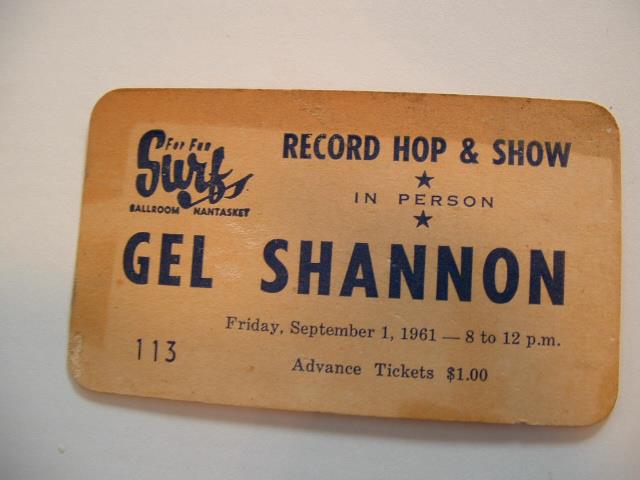 For Fun
Surf
BALLROOM NANTASKET
RECORD HOP & SHOW
IN PERSON
GEL SHANNON
Friday, September 1, 1961 — 8 to 12 p.m.
113
Advance Tickets $1.00